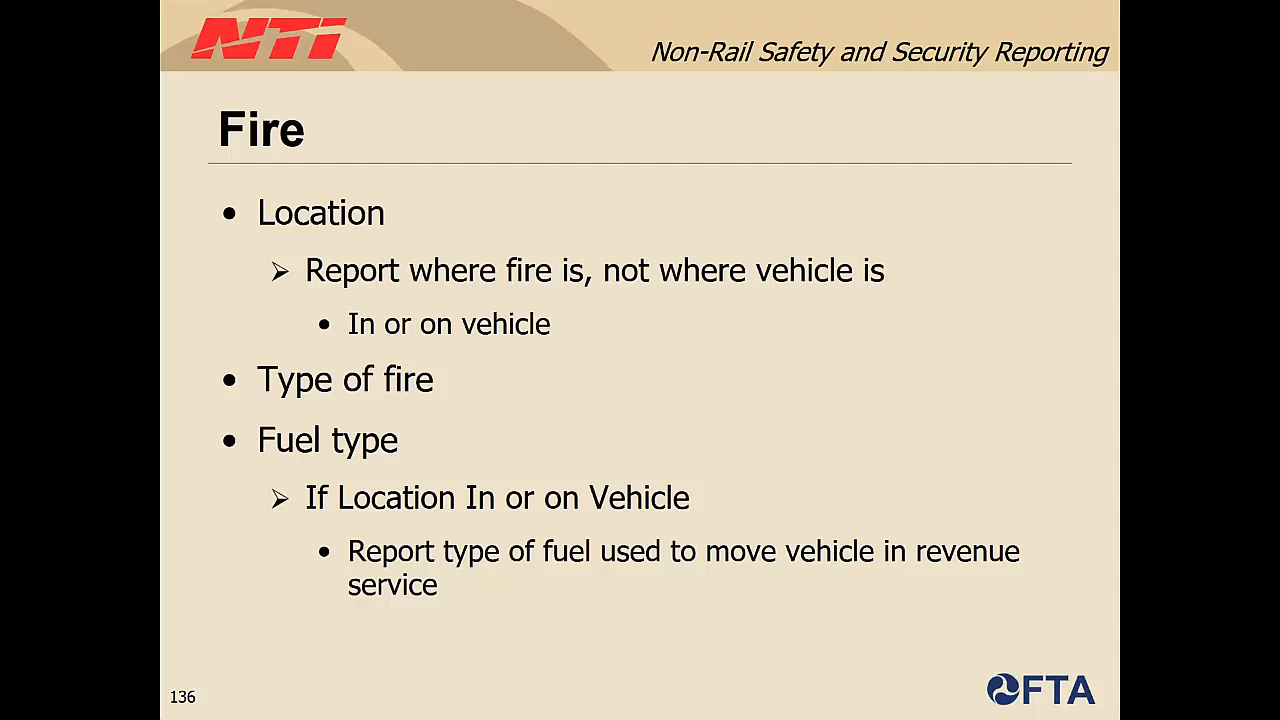 NTI
Non-Rail Safety and Security Reporting
Fire
• Location
➢ Report where fire is, not where vehicle is
• In or on vehicle
• Type of fire
• Fuel type
➢ If Location In or on Vehicle
• Report type of fuel used to move vehicle in revenue
service
136
FTA